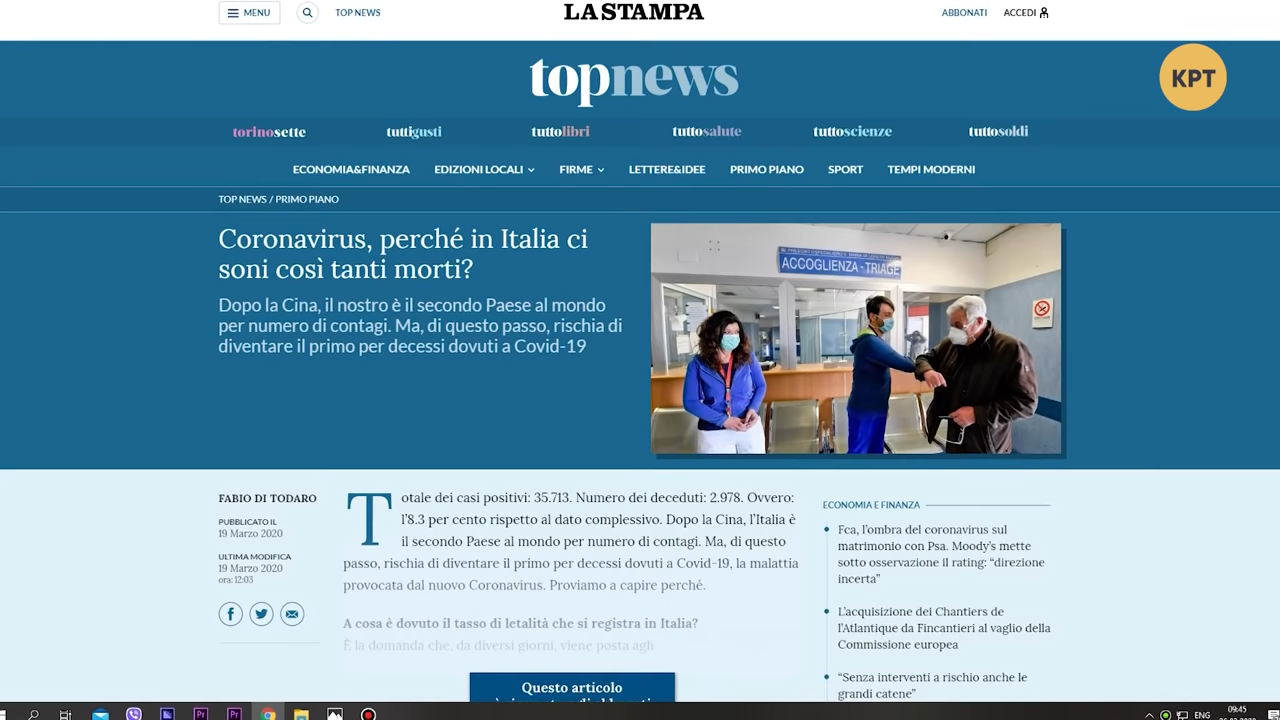 MENU
TOP NEWS
LA STAMPA
ABBONATI
ACCEDI
topnews
KPT
torinosette
tuttigusti
tuttolibri
tuttosalute
tuttoscienze
tuttosoldi
ECONOMIA&FINANZA
EDIZIONI LOCALI
FIRME
LETTERE&IDEE
PRIMO PIANO
SPORT
TEMPI MODERNI
TOP NEWS / PRIMO PIANO
Coronavirus, perché in Italia ci
soni così tanti morti?
Dopo la Cina, il nostro è il secondo Paese al mondo
per numero di contagi. Ma, di questo passo, rischia di
diventare il primo per decessi dovuti a Covid-19
ACCOGLIENZA - TRIAGE
FABIO DI TODARO
PUBBLICATO IL
19 Marzo 2020
ULTIMA MODIFICA
19 Marzo 2020
ora: 12:03
Totale dei casi positivi: 35.713. Numero dei deceduti: 2.978. Ovvero:
l'8.3 per cento rispetto al dato complessivo. Dopo la Cina, l'Italia è
il secondo Paese al mondo per numero di contagi. Ma, di questo
passo, rischia di diventare il primo per decessi dovuti a Covid-19, la malattia
provocata dal nuovo Coronavirus. Proviamo a capire perché.
A cosa è dovuto il tasso di letalità che si registra in Italia?
È la domanda che, da diversi giorni, viene posta agli
Questo articolo
ECONOMIA E FINANZA
Fca, l'ombra del coronavirus sul
matrimonio con Psa. Moody's mette
sotto osservazione il rating: "direzione
incerta"
L'acquisizione dei Chantiers de
l'Atlantique da Fincantieri al vaglio della
Commissione europea
"Senza interventi a rischio anche le
grandi catene"
ENG
09:45